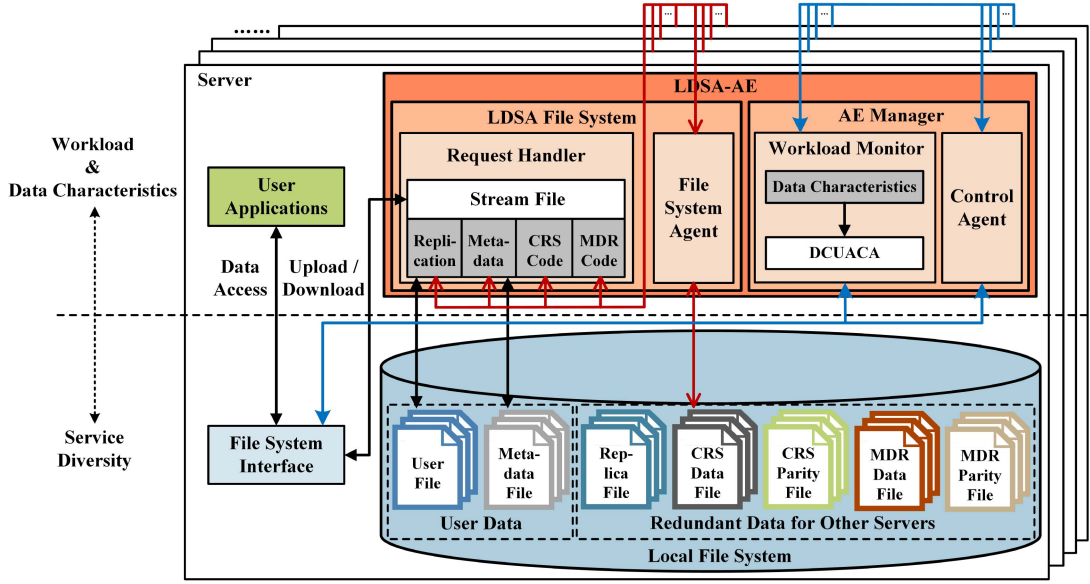 ... ... ... ...
......
Server
LDSA-AE
LDSA File System
AE Manager
Workload
&
Data Characteristics
Request Handler
Workload Monitor
Stream File
Data Characteristics
User
Applications
File
System
Agent
Control
Agent
Repli-
cation
Meta-
data
CRS
Code
MDR
Code
DCUACA
Data
Access
Upload /
Download
Service
Diversity
File System
Interface
User
File
Meta-
data
File
Rep-
lica
File
CRS
Data
File
CRS
Parity
File
MDR
Data
File
MDR
Parity
File
User Data
Redundant Data for Other Servers
Local File System